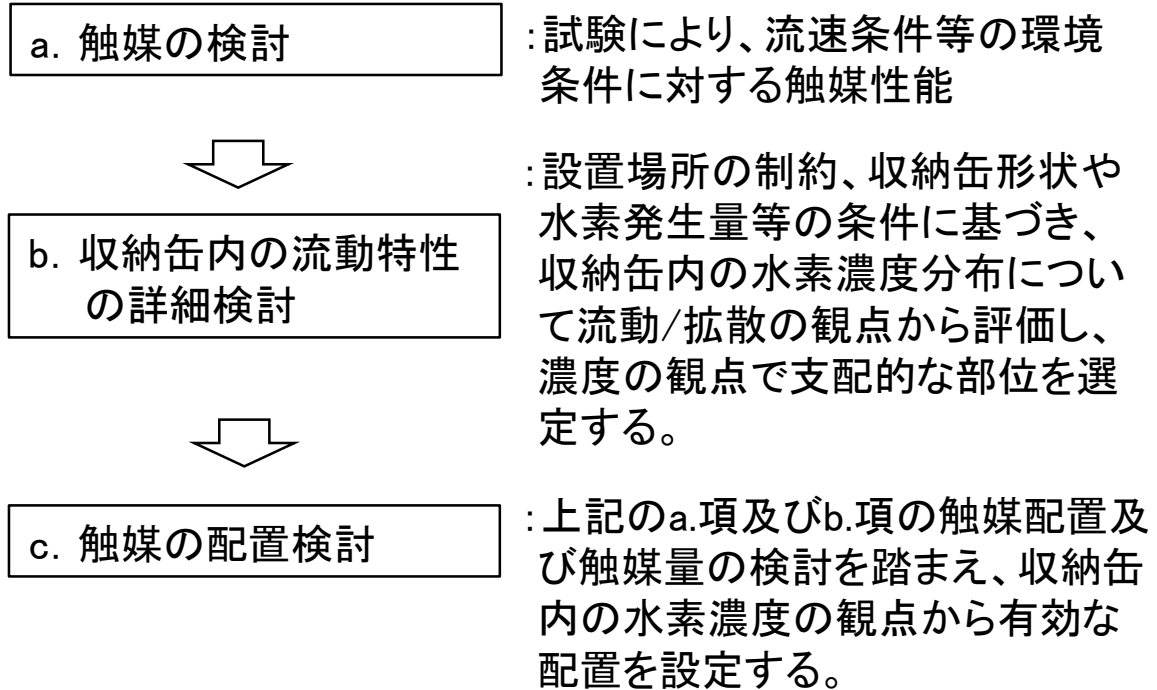 a. 触媒の検討
:試験により、流速条件等の環境
条件に対する触媒性能
b. 収納缶内の流動特性
の詳細検討
:設置場所の制約、収納缶形状や
水素発生量等の条件に基づき、
収納缶内の水素濃度分布につい
て流動/拡散の観点から評価し、
濃度の観点で支配的な部位を選
定する。
c. 触媒の配置検討
:上記のa.項及びb.項の触媒配置及
び触媒量の検討を踏まえ、収納缶
内の水素濃度の観点から有効な
配置を設定する。